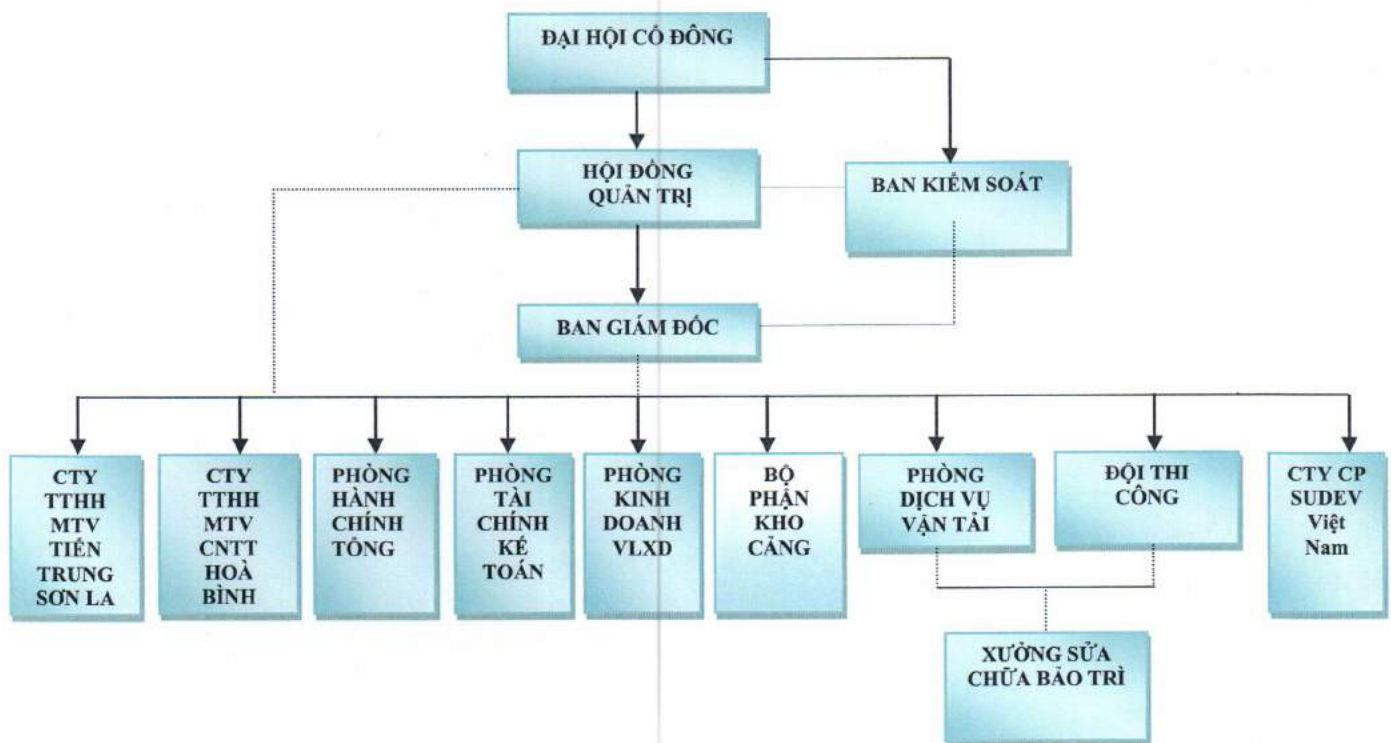 ĐẠI HỘI CỔ ĐÔNG
HỘI ĐỒNG
QUẢN TRỊ
BAN KIỂM SOÁT
BAN GIÁM ĐỐC
CTY
TTHH
MTV
TIẾN
TRUNG
SƠN LA
CTY
TTHH
MTV
CNTT
HOÀ
BÌNH
PHÒNG
HÀNH
CHÍNH
TỔNG
PHÒNG
TÀI
CHÍNH
KẾ
TOÁN
PHÒNG
KINH
DOANH
VLXD
BỘ
PHẬN
KHO
CẢNG
PHÒNG
DỊCH VỤ
VẬN TẢI
ĐỘI THI
CÔNG
CTY CP
SUDEV
Việt
Nam
XƯỞNG SỬA
CHỮA BẢO TRÌ